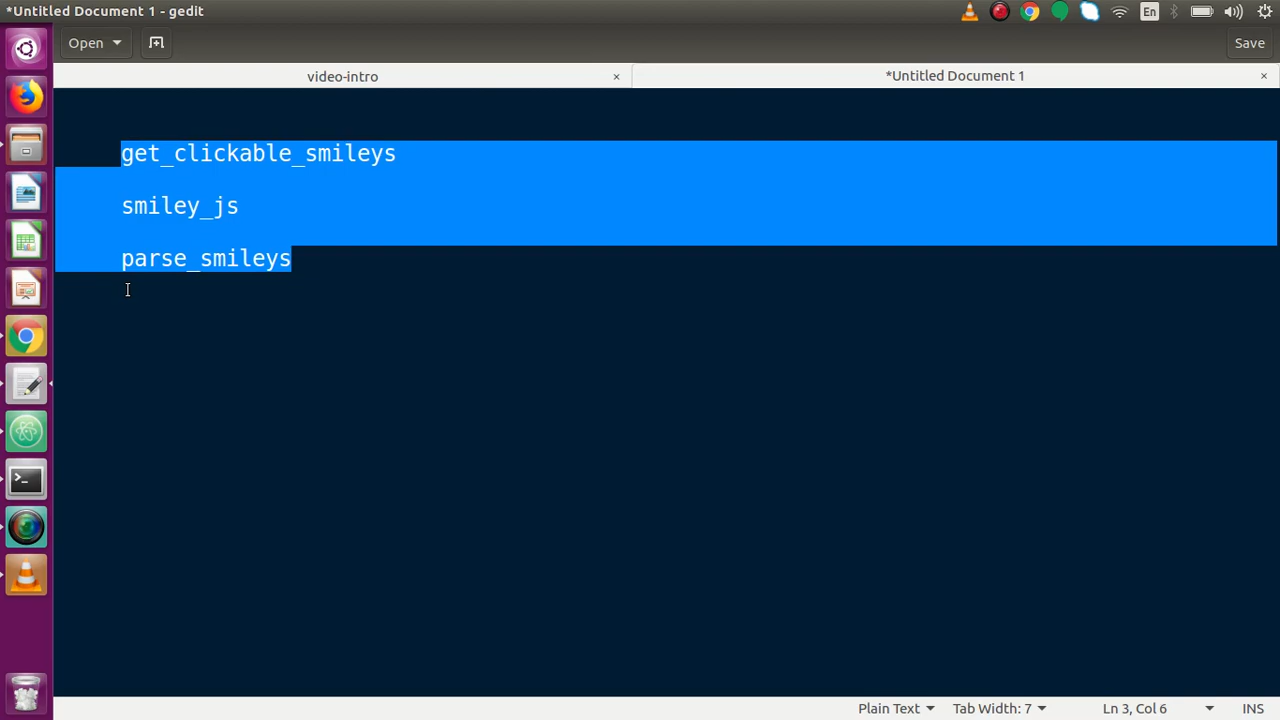 *Untitled Document 1 - gedit
En
Open
Save
video-intro
*Untitled Document 1
get_clickable_smileys
smiley_js
parse_smileys
Plain Text
Tab Width: 7
Ln 3, Col 6
INS